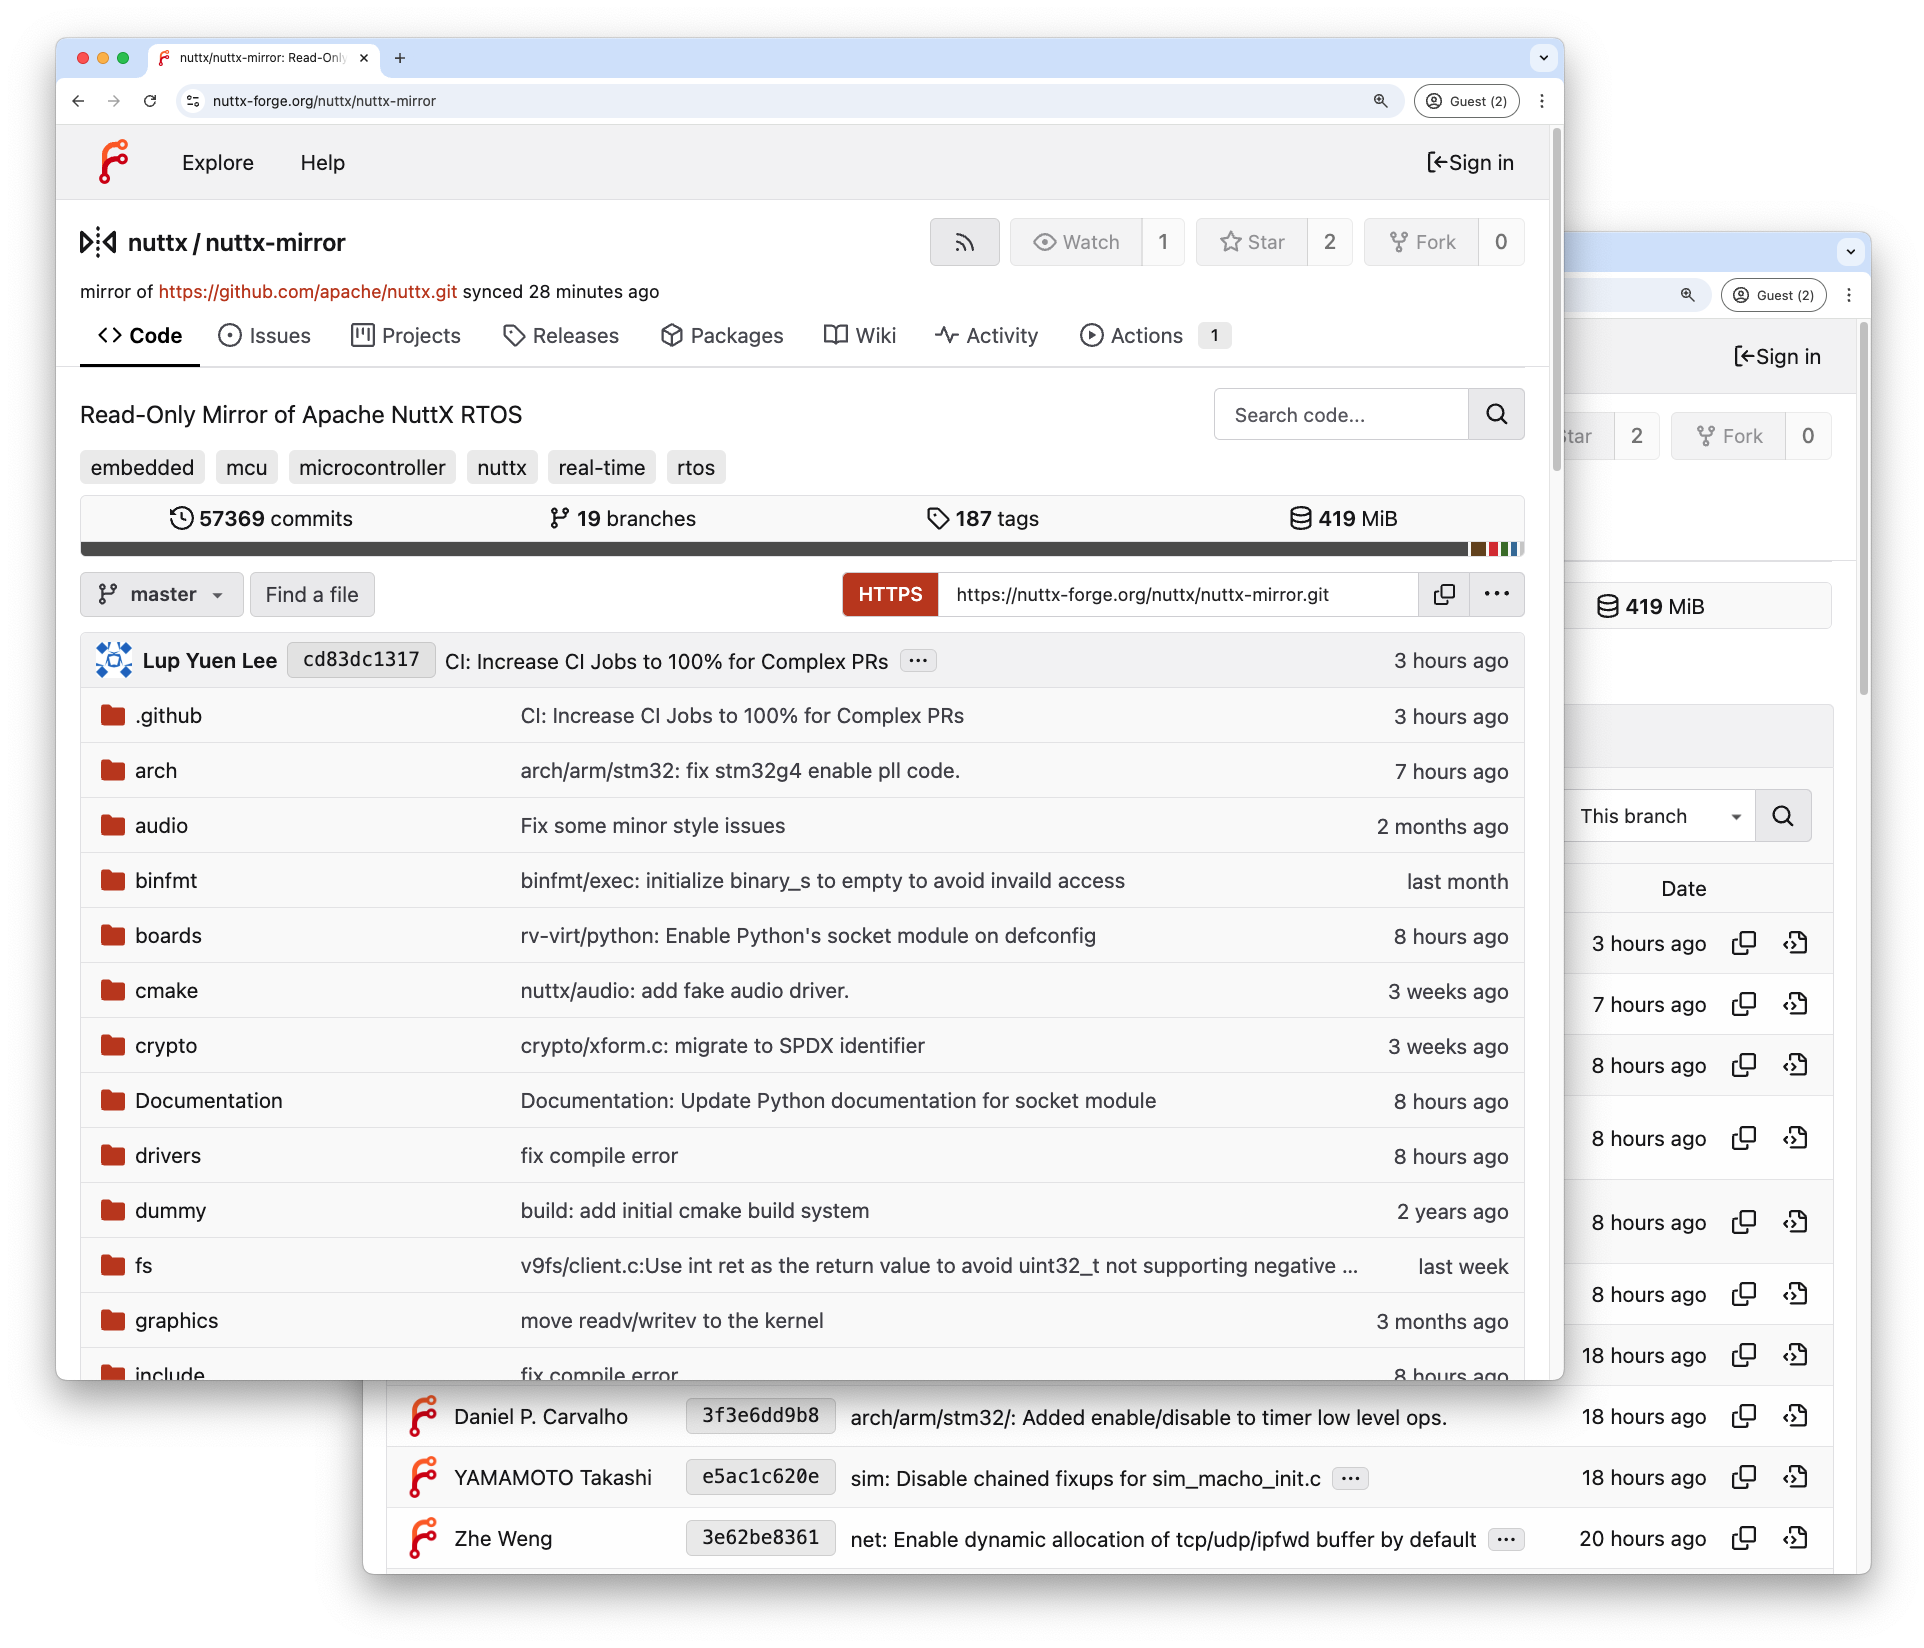 nuttx/nuttx-mirror: Read-Only
nuttx-forge.org/nuttx/nuttx-mirror
Guest (2)
Explore Help Sign in
nuttx / nuttx-mirror Watch 1 Star 2 Fork 0
mirror of https://github.com/apache/nuttx.git synced 28 minutes ago
Code Issues Projects Releases Packages Wiki Activity Actions 1
Read-Only Mirror of Apache NuttX RTOS Search code...
embedded mcu microcontroller nuttx real-time rtos
57369 commits 19 branches 187 tags 419 MiB
master Find a file HTTPS https://nuttx-forge.org/nuttx/nuttx-mirror.git
Lup Yuen Lee cd83dc1317 CI: Increase CI Jobs to 100% for Complex PRs ... 3 hours ago
.github CI: Increase CI Jobs to 100% for Complex PRs 3 hours ago
arch arch/arm/stm32: fix stm32g4 enable pll code. 7 hours ago
audio Fix some minor style issues 2 months ago
binfmt binfmt/exec: initialize binary_s to empty to avoid invaild access last month
boards rv-virt/python: Enable Python's socket module on defconfig 8 hours ago
cmake nuttx/audio: add fake audio driver. 3 weeks ago
crypto crypto/xform.c: migrate to SPDX identifier 3 weeks ago
Documentation Documentation: Update Python documentation for socket module 8 hours ago
drivers fix compile error 8 hours ago
dummy build: add initial cmake build system 2 years ago
fs v9fs/client.c:Use int ret as the return value to avoid uint32_t not supporting negative ... last week
graphics move readv/writev to the kernel 3 months ago
include fix compile error 8 hours ago
Guest (2)
Sign in
Star 2 Fork 0
419 MiB
This branch
Date
3 hours ago
7 hours ago
8 hours ago
8 hours ago
8 hours ago
8 hours ago
18 hours ago
Daniel P. Carvalho 3f3e6dd9b8 arch/arm/stm32/: Added enable/disable to timer low level ops. 18 hours ago
YAMAMOTO Takashi e5ac1c620e sim: Disable chained fixups for sim_macho_init.c ... 18 hours ago
Zhe Weng 3e62be8361 net: Enable dynamic allocation of tcp/udp/ipfwd buffer by default ... 20 hours ago